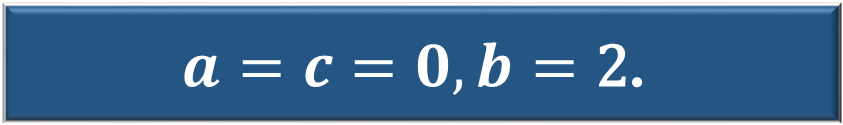 a = c = 0, b = 2.